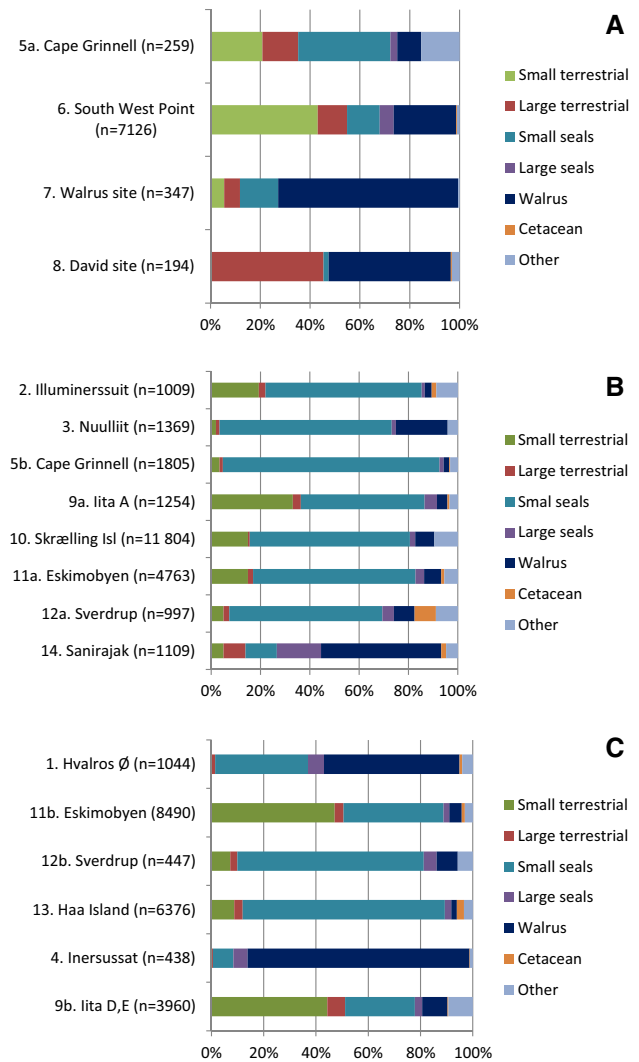 A
5a. Cape Grinnell (n=259)
6. South West Point
(n=7126)
7. Walrus site (n=347)
8. David site (n=194)
0% 20% 40% 60% 80% 100%
Small terrestrial
Large terrestrial
Small seals
Large seals
Walrus
Cetacean
Other
B
2. Illuminerssuit (n=1009)
3. Nuulliit (n=1369)
5b. Cape Grinnell (n=1805)
9a. Iita A (n=1254)
10. Skrælling Isl (n=11 804)
11a. Eskimobyen (n=4763)
12a. Sverdrup (n=997)
14. Sanirajak (n=1109)
0% 20% 40% 60% 80% 100%
Small terrestrial
Large terrestrial
Smal seals
Large seals
Walrus
Cetacean
Other
C
1. Hvalros Ø (n=1044)
11b. Eskimobyen (8490)
12b. Sverdrup (n=447)
13. Haa Island (n=6376)
4. Inersussat (n=438)
9b. Iita D,E (n=3960)
0% 20% 40% 60% 80% 100%
Small terrestrial
Large terrestrial
Small seals
Large seals
Walrus
Cetacean
Other